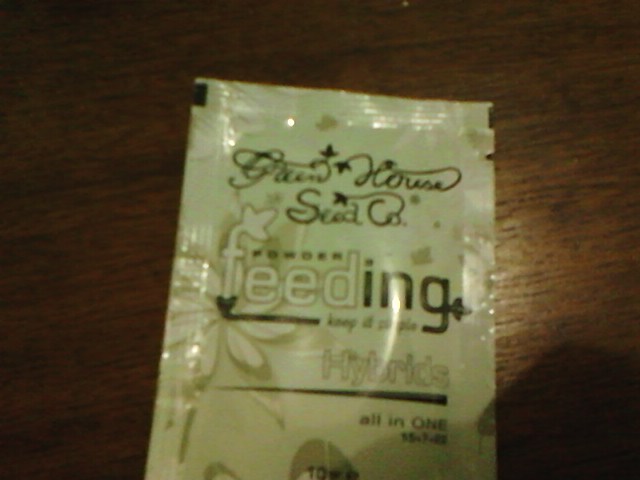 Green House
Seed Co.
POWDER
feeding
keep it simple
Hybrids
all in ONE